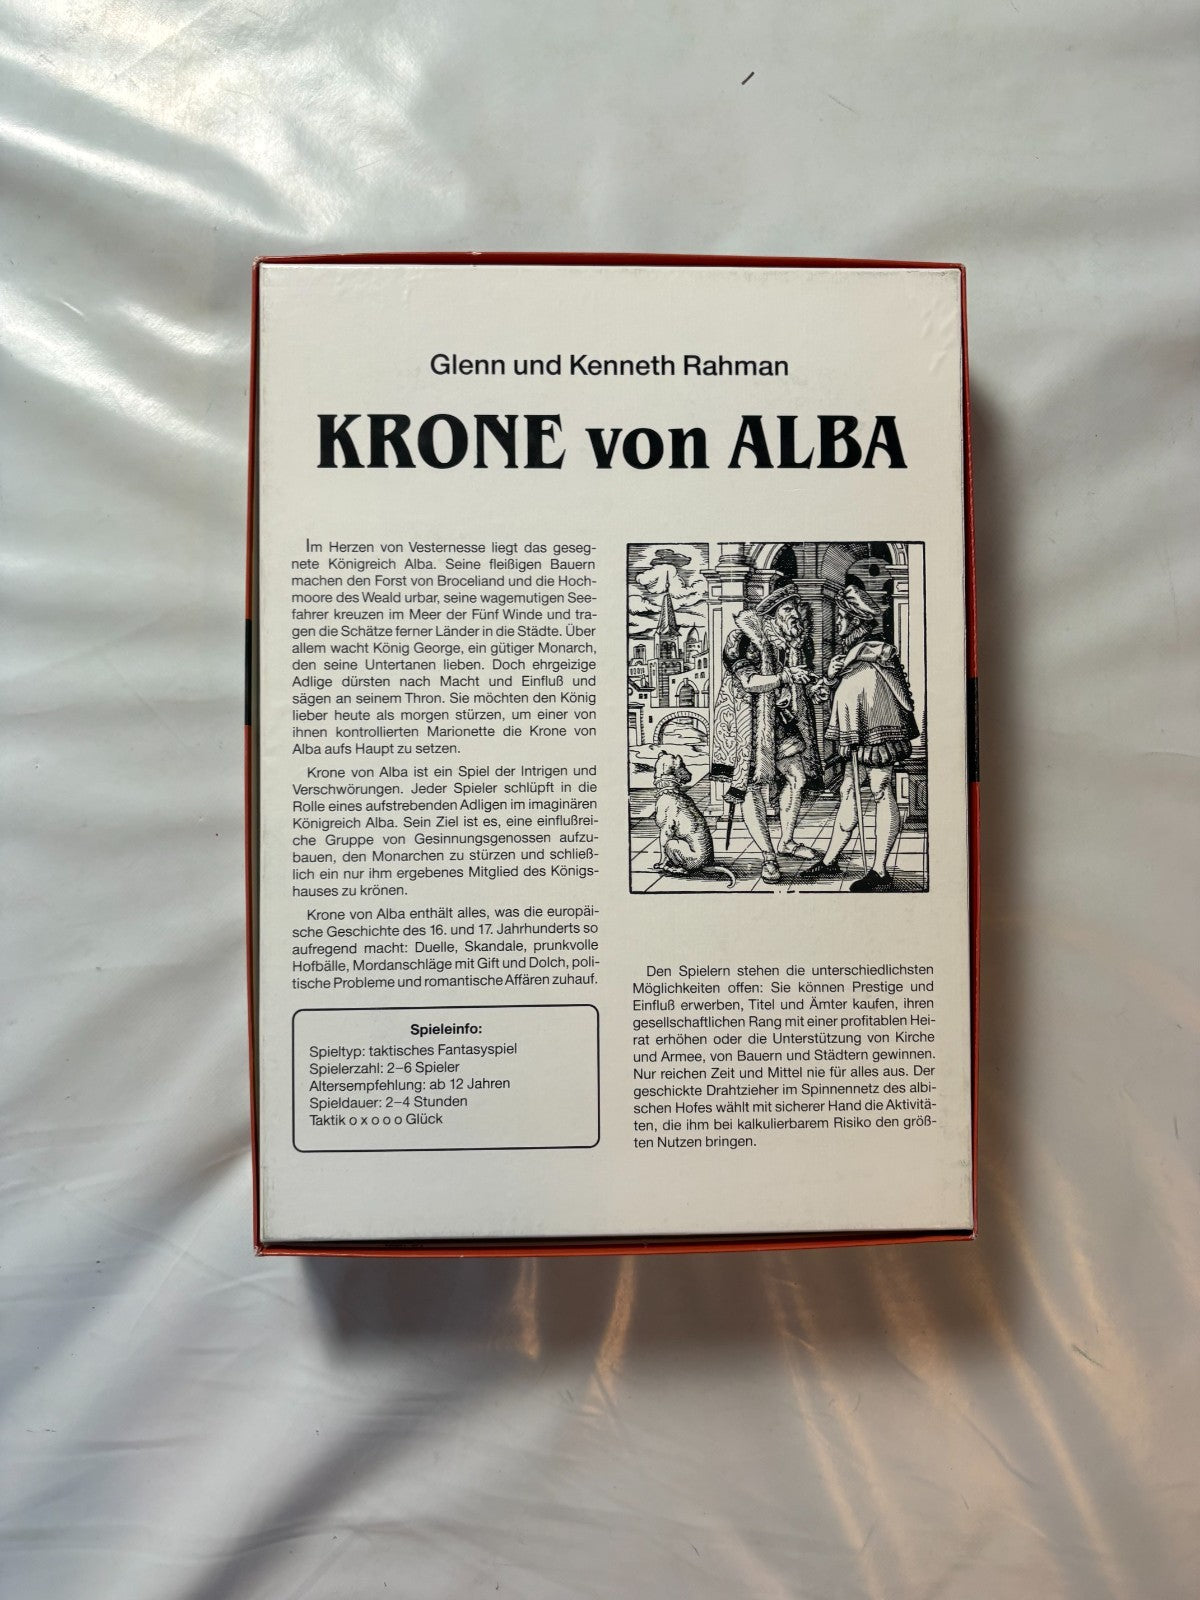 Glenn und Kenneth Rahman
KRONE von ALBA
Im Herzen von Vesternesse liegt das geseg-
nete Königreich Alba. Seine fleißigen Bauern
machen den Forst von Broceliand und die Hoch-
moore des Weald urbar, seine wagemutigen See-
fahrer kreuzen im Meer der Fünf Winde und tra-
gen die Schätze ferner Länder in die Städte. Über
allem wacht König George, ein gütiger Monarch,
den seine Untertanen lieben. Doch ehrgeizige
Adlige dürsten nach Macht und Einfluß und
sägen an seinem Thron. Sie möchten den König
lieber heute als morgen stürzen, um einer von
ihnen kontrollierten Marionette die Krone von
Alba aufs Haupt zu setzen.
Krone von Alba ist ein Spiel der Intrigen und
Verschwörungen. Jeder Spieler schlüpft in die
Rolle eines aufstrebenden Adligen im imaginären
Königreich Alba. Sein Ziel ist es, eine einflußrei-
che Gruppe von Gesinnungsgenossen aufzu-
bauen, den Monarchen zu stürzen und schließ-
lich ein nur ihm ergebenes Mitglied des Königs-
hauses zu krönen.
Krone von Alba enthält alles, was die europäi-
sche Geschichte des 16. und 17. Jahrhunderts so
aufregend macht: Duelle, Skandale, prunkvolle
Hofbälle, Mordanschläge mit Gift und Dolch, poli-
tische Probleme und romantische Affären zuhauf.
Spieleinfo:
Spieltyp: taktisches Fantasyspiel
Spielerzahl: 2–6 Spieler
Altersempfehlung: ab 12 Jahren
Spieldauer: 2–4 Stunden
Taktik o x o o o Glück
Den Spielern stehen die unterschiedlichsten
Möglichkeiten offen: Sie können Prestige und
Einfluß erwerben, Titel und Ämter kaufen, ihren
gesellschaftlichen Rang mit einer profitablen Hei-
rat erhöhen oder die Unterstützung von Kirche
und Armee, von Bauern und Städtern gewinnen.
Nur reichen Zeit und Mittel nie für alles aus. Der
geschickte Drahtzieher im Spinnennetz des albi-
schen Hofes wählt mit sicherer Hand die Aktivitä-
ten, die ihm bei kalkulierbarem Risiko den größ-
ten Nutzen bringen.